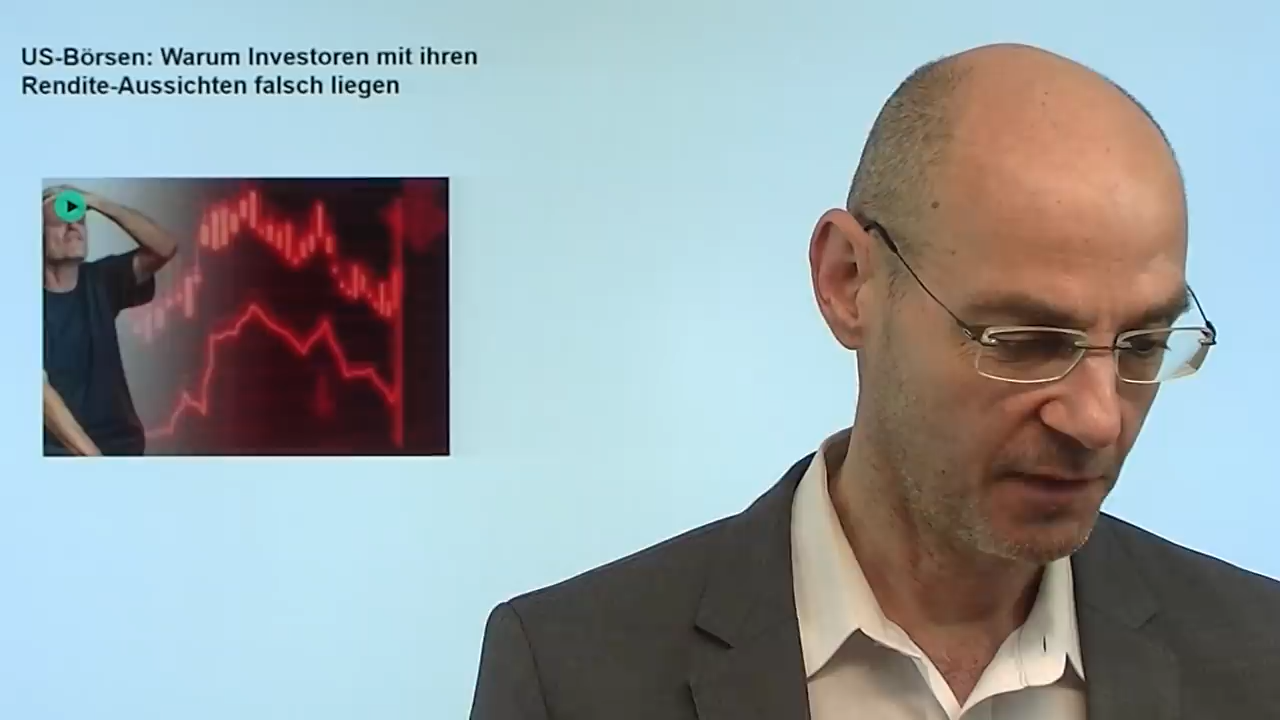 US-Börsen: Warum Investoren mit ihren
Rendite-Aussichten falsch liegen